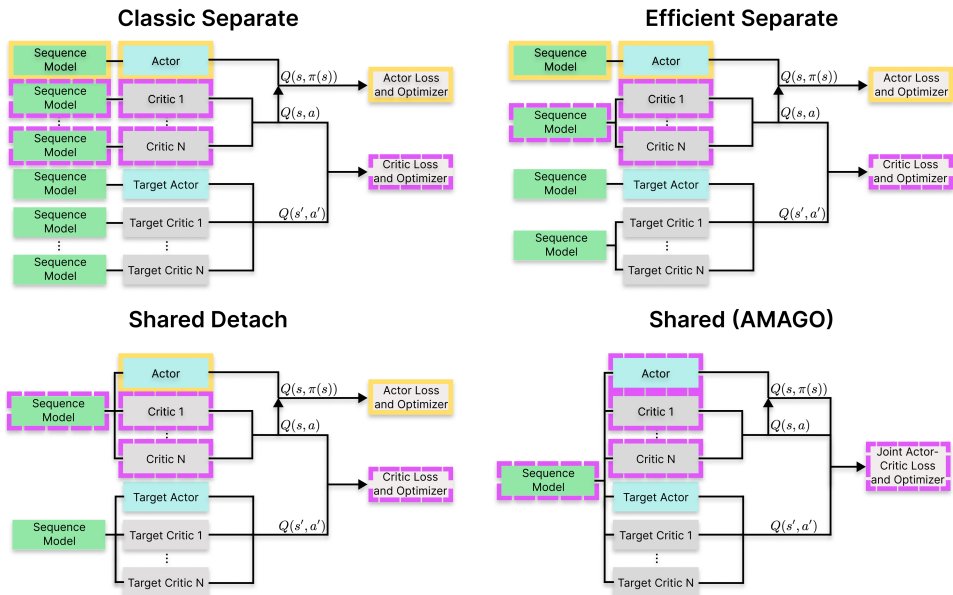 Classic Separate
Sequence
Model
Actor
Sequence
Model
Critic 1
⋮
⋮
Sequence
Model
Critic N
Sequence
Model
Target Actor
Sequence
Model
Target Critic 1
⋮
⋮
Sequence
Model
Target Critic N
Q(s, π(s))
Q(s, a)
Q(s′, a′)
Actor Loss
and Optimizer
Critic Loss
and Optimizer
Efficient Separate
Sequence
Model
Actor
Sequence
Model
Critic 1
⋮
Critic N
Sequence
Model
Target Actor
Sequence
Model
Target Critic 1
⋮
Target Critic N
Q(s, π(s))
Q(s, a)
Q(s′, a′)
Actor Loss
and Optimizer
Critic Loss
and Optimizer
Shared Detach
Sequence
Model
Actor
Critic 1
⋮
Critic N
Sequence
Model
Target Actor
Target Critic 1
⋮
Target Critic N
Q(s, π(s))
Q(s, a)
Q(s′, a′)
Actor Loss
and Optimizer
Critic Loss
and Optimizer
Shared (AMAGO)
Sequence
Model
Actor
Critic 1
⋮
Critic N
Target Actor
Target Critic 1
⋮
Target Critic N
Q(s, π(s))
Q(s, a)
Q(s′, a′)
Joint Actor-
Critic Loss
and Optimizer